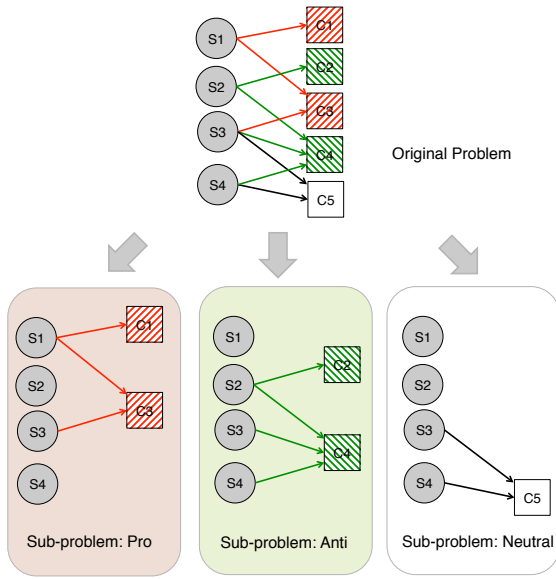 S1
C1
S2
C2
S3
C3
S4
C4
C5
Original Problem
S1
S2
S3
S4
C1
C3
Sub-problem: Pro
S1
S2
S3
S4
C2
C4
Sub-problem: Anti
S1
S2
S3
S4
C5
Sub-problem: Neutral